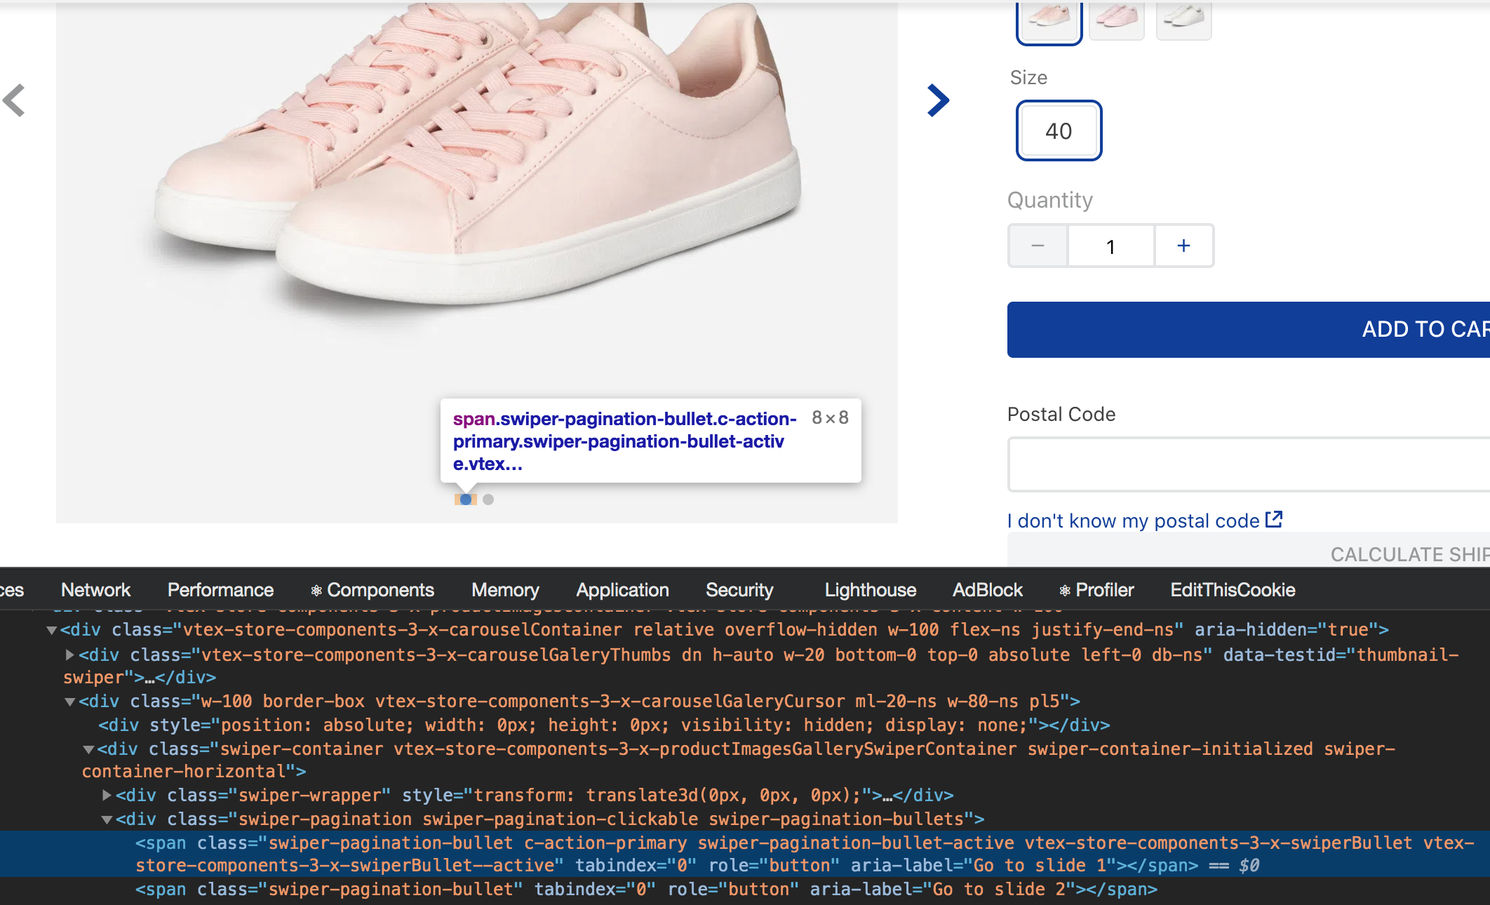 Size
40
Quantity
− 1 +
ADD TO CAR
Postal Code
I don't know my postal code
CALCULATE SHIP
span.swiper-pagination-bullet.c-action- 8×8
primary.swiper-pagination-bullet-activ
e.vtex…
ces Network Performance Components Memory Application Security Lighthouse AdBlock Profiler EditThisCookie
<div class="vtex-store-components-3-x-carouselContainer relative overflow-hidden w-100 flex-ns justify-end-ns" aria-hidden="true">
<div class="vtex-store-components-3-x-carouselGaleryThumbs dn h-auto w-20 bottom-0 top-0 absolute left-0 db-ns" data-testid="thumbnail-
swiper">…</div>
<div class="w-100 border-box vtex-store-components-3-x-carouselGaleryCursor ml-20-ns w-80-ns pl5">
<div style="position: absolute; width: 0px; height: 0px; visibility: hidden; display: none;"></div>
<div class="swiper-container vtex-store-components-3-x-productImagesGallerySwiperContainer swiper-container-initialized swiper-
container-horizontal">
<div class="swiper-wrapper" style="transform: translate3d(0px, 0px, 0px);">…</div>
<div class="swiper-pagination swiper-pagination-clickable swiper-pagination-bullets">
<span class="swiper-pagination-bullet c-action-primary swiper-pagination-bullet-active vtex-store-components-3-x-swiperBullet vtex-
store-components-3-x-swiperBullet--active" tabindex="0" role="button" aria-label="Go to slide 1"></span> == $0
<span class="swiper-pagination-bullet" tabindex="0" role="button" aria-label="Go to slide 2"></span>